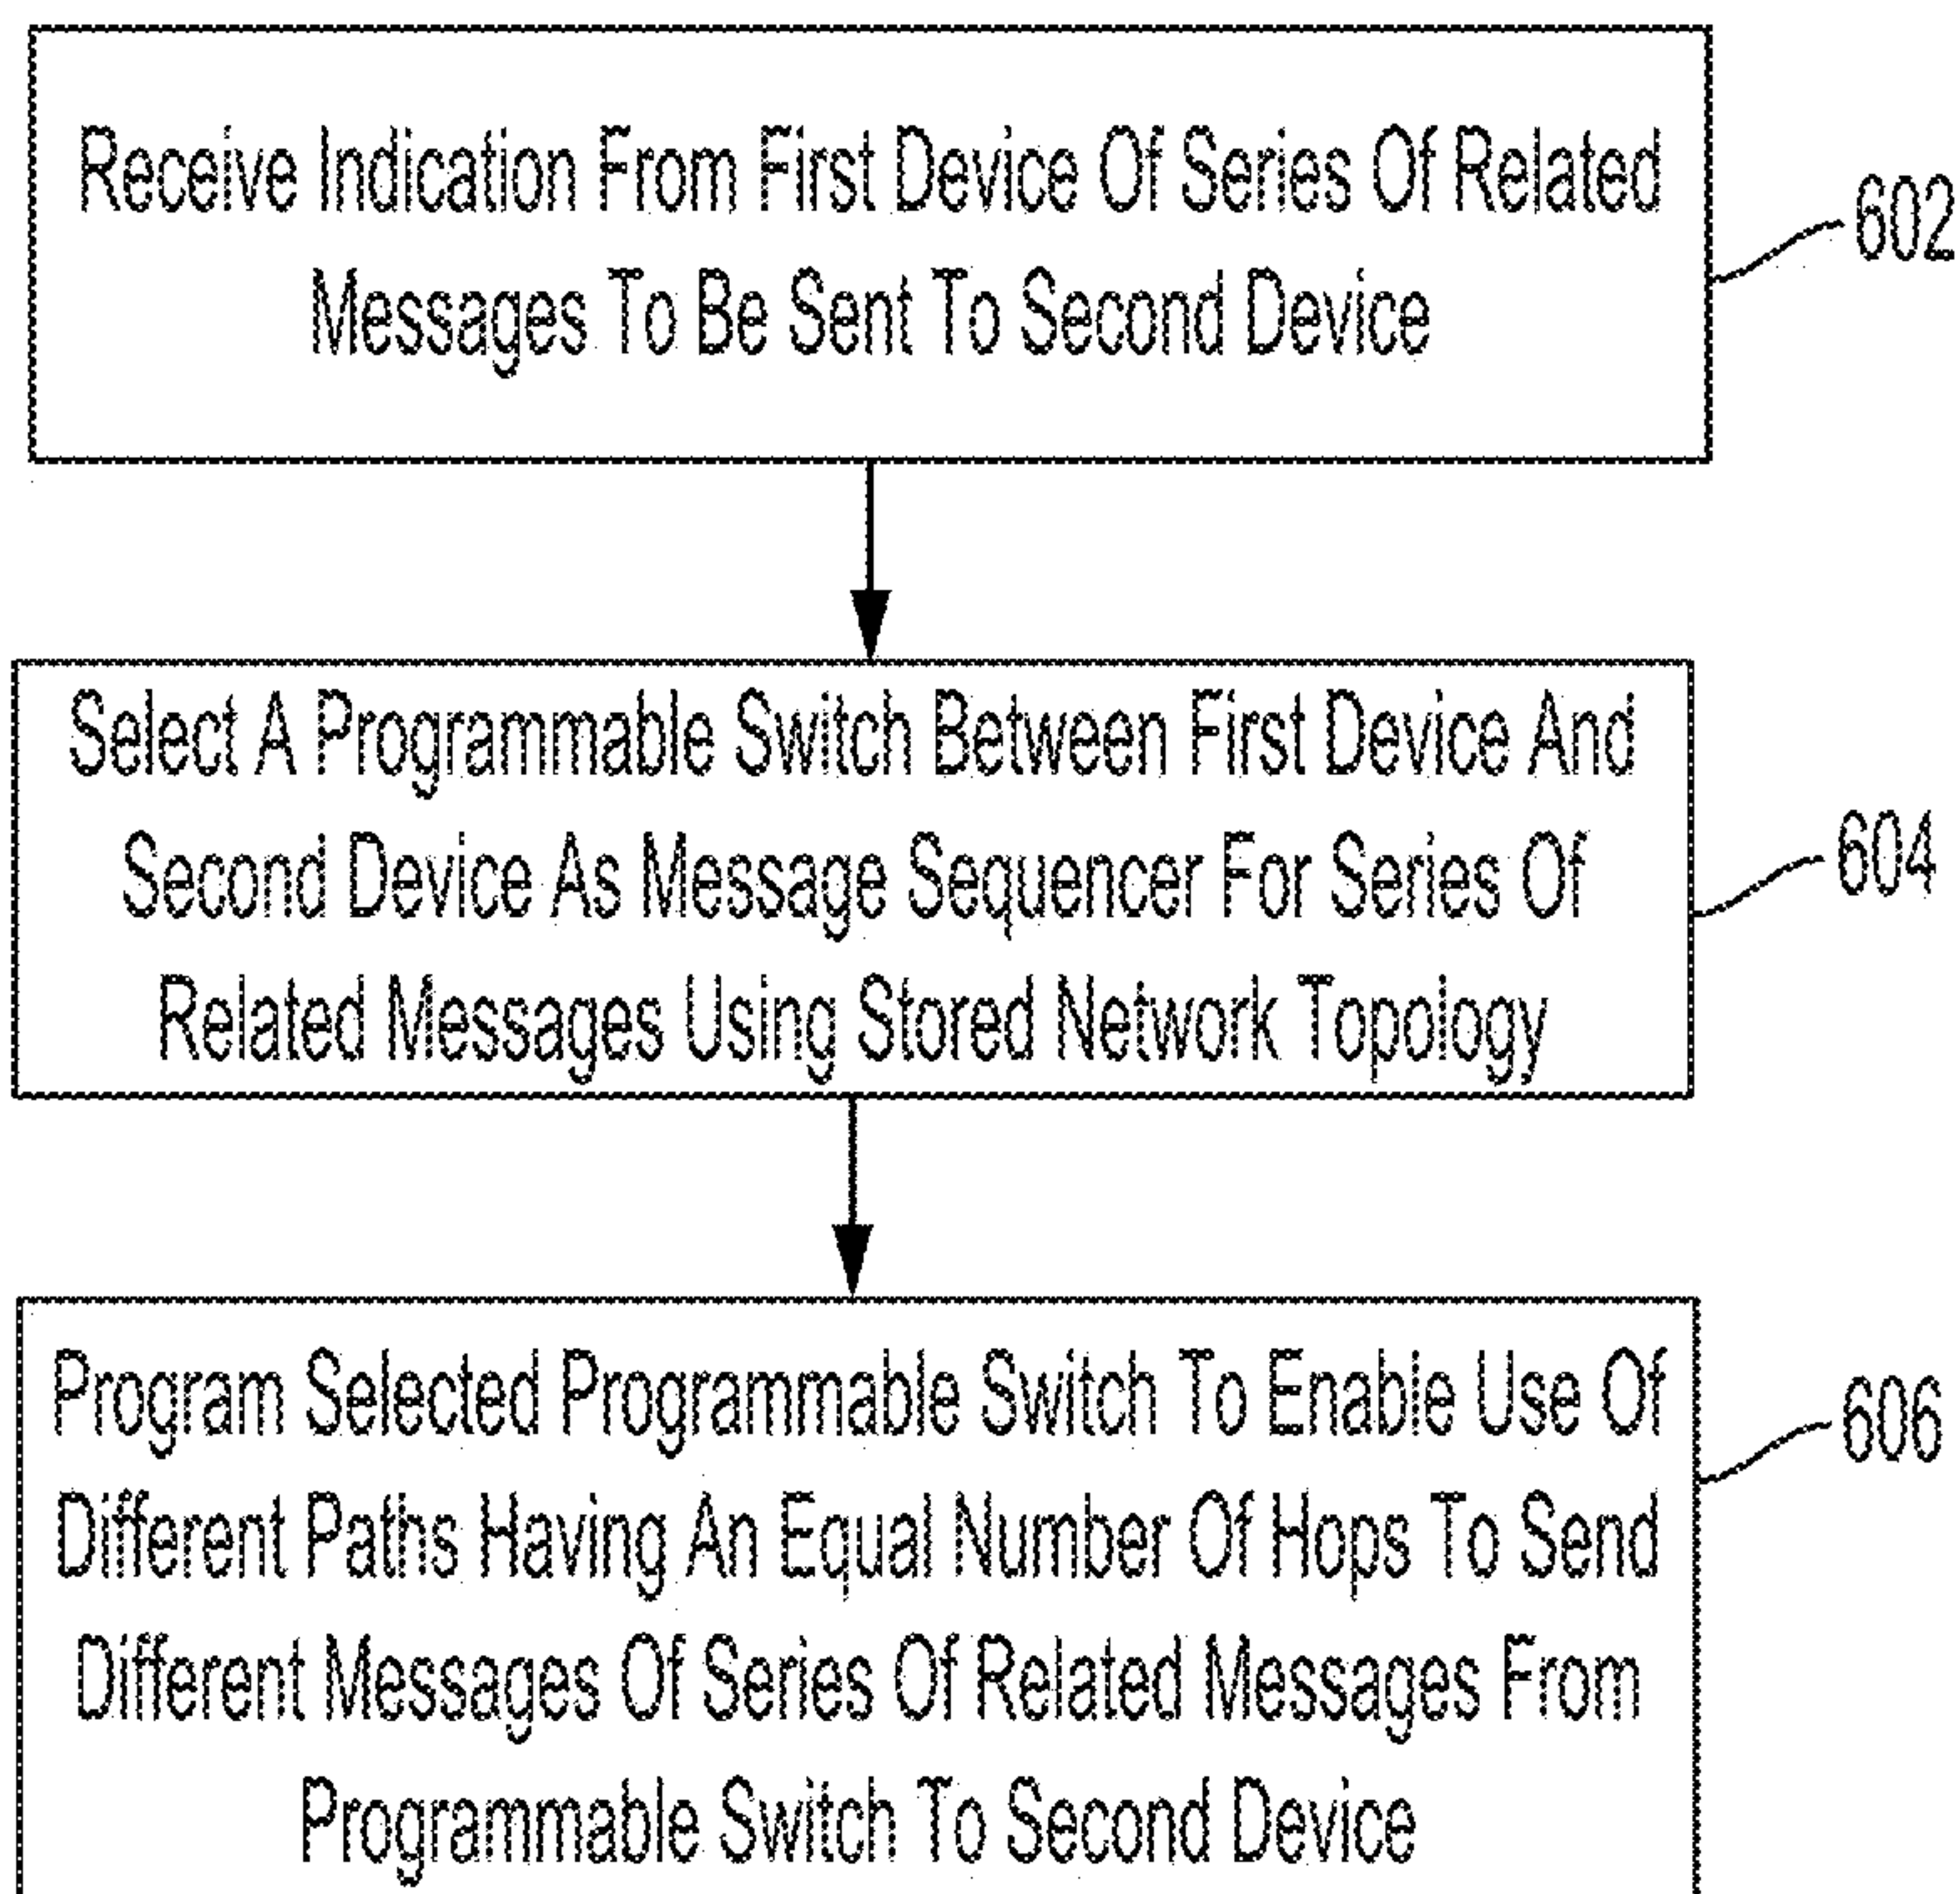 Receive Indication From First Device Of Series Of Related
Messages To Be Sent To Second Device
602
Select A Programmable Switch Between First Device And
Second Device As Message Sequencer For Series Of
Related Messages Using Stored Network Topology
604
Program Selected Programmable Switch To Enable Use Of
Different Paths Having An Equal Number Of Hops To Send
Different Messages Of Series Of Related Messages From
Programmable Switch To Second Device
606